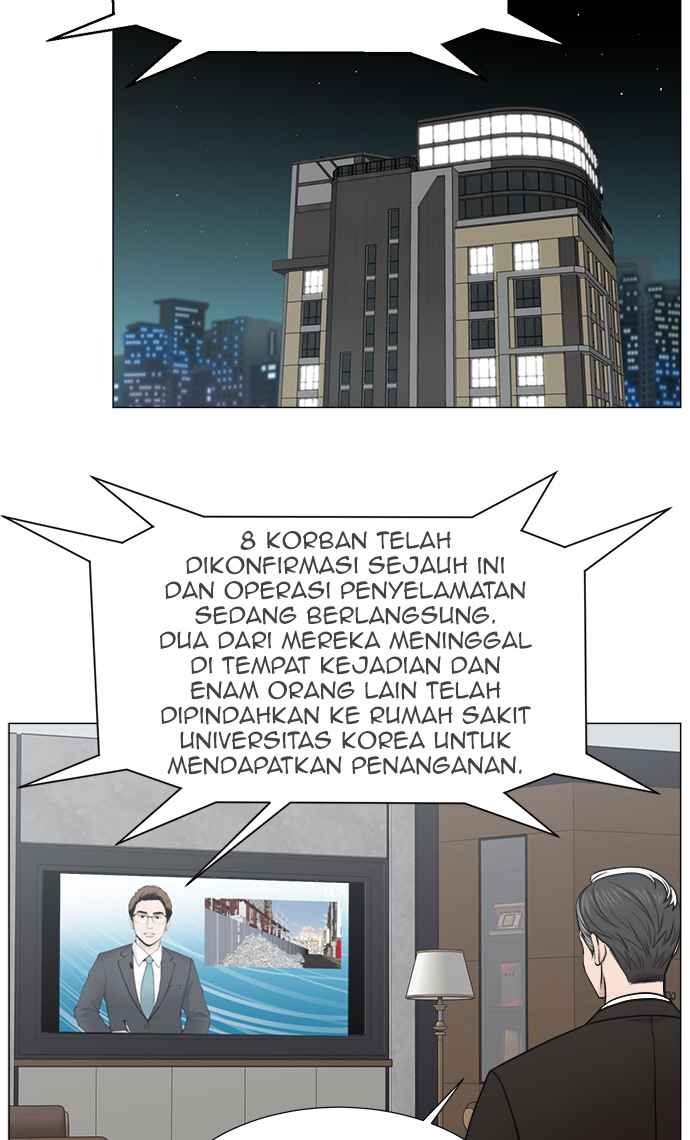 8 KORBAN TELAH
DIKONFIRMASI SEJAUH INI
DAN OPERASI PENYELAMATAN
SEDANG BERLANGSUNG.
DUA DARI MEREKA MENINGGAL
DI TEMPAT KEJADIAN DAN
ENAM ORANG LAIN TELAH
DIPINDAHKAN KE RUMAH SAKIT
UNIVERSITAS KOREA UNTUK
MENDAPATKAN PENANGANAN.